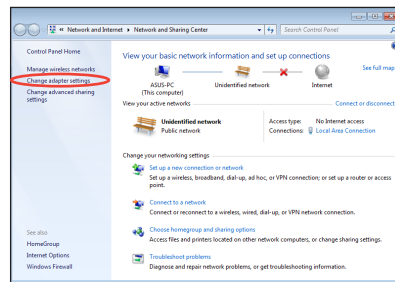 « Network and Internet ▸ Network and Sharing Center
Search Control Panel
Control Panel Home
Manage wireless networks
Change adapter settings
Change advanced sharing
settings
See also
HomeGroup
Internet Options
Windows Firewall
View your basic network information and set up connections
ASUS-PC
(This computer)
Unidentified network
Internet
See full map
View your active networks
Connect or disconnect
Unidentified network
Public network
Access type: No Internet access
Connections: Local Area Connection
Change your networking settings
Set up a new connection or network
Set up a wireless, broadband, dial-up, ad hoc, or VPN connection; or set up a router or access
point.
Connect to a network
Connect or reconnect to a wireless, wired, dial-up, or VPN network connection.
Choose homegroup and sharing options
Access files and printers located on other network computers, or change sharing settings.
Troubleshoot problems
Diagnose and repair network problems, or get troubleshooting information.